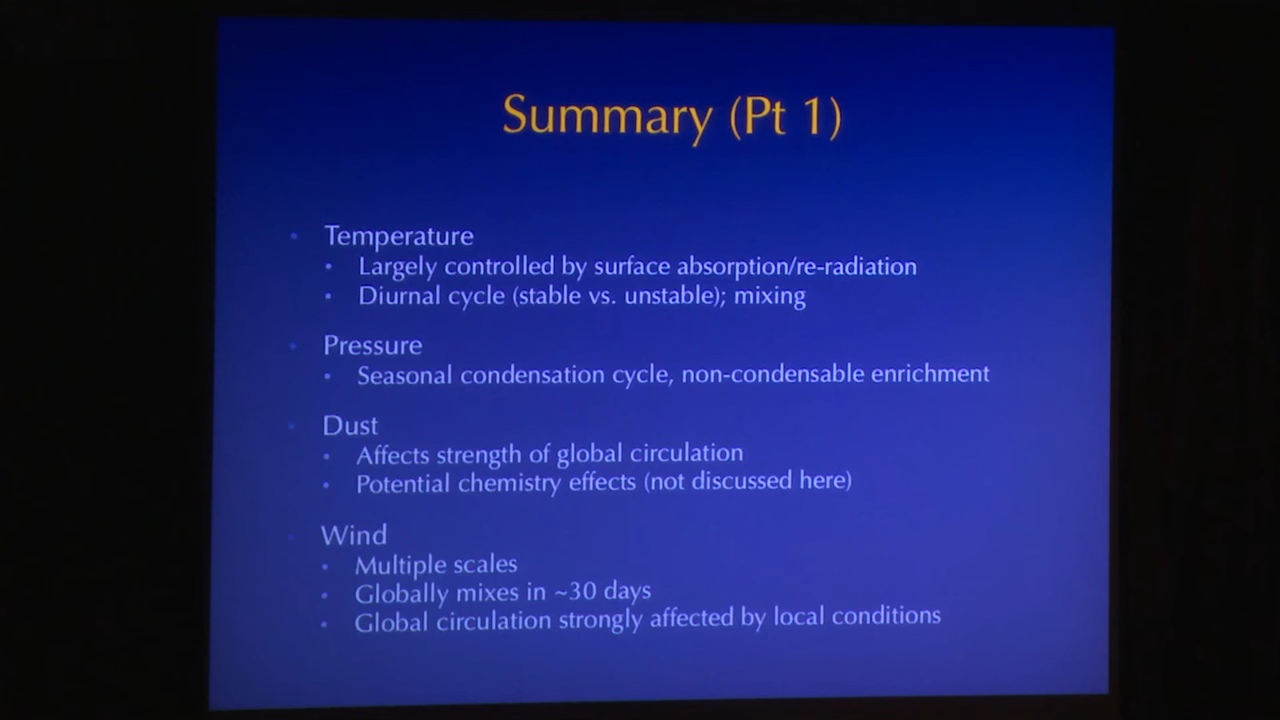 Summary (Pt 1)
• Temperature
• Largely controlled by surface absorption/re-radiation
• Diurnal cycle (stable vs. unstable); mixing
• Pressure
• Seasonal condensation cycle, non-condensable enrichment
• Dust
• Affects strength of global circulation
• Potential chemistry effects (not discussed here)
• Wind
• Multiple scales
• Globally mixes in ~30 days
• Global circulation strongly affected by local conditions